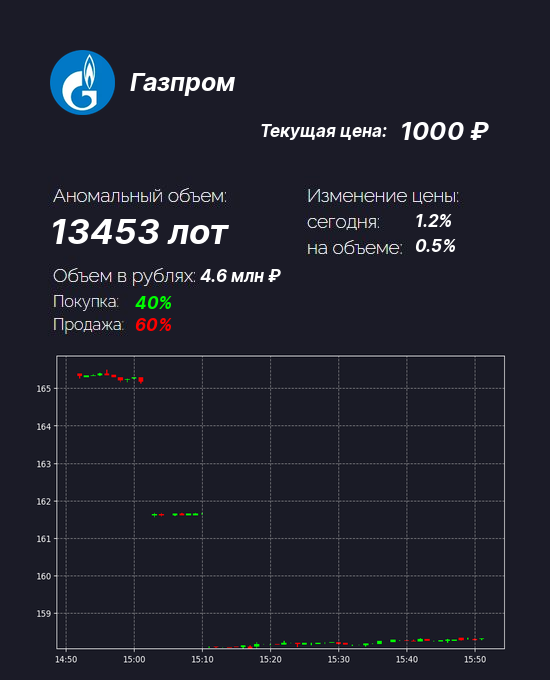 Газпром
Текущая цена: 1000 ₽
Аномальный объем:
13453 лот
Изменение цены:
сегодня: 1.2%
на объеме: 0.5%
Объем в рублях: 4.6 млн ₽
Покупка: 40%
Продажа: 60%
165
164
163
162
161
160
159
14:50 15:00 15:10 15:20 15:30 15:40 15:50